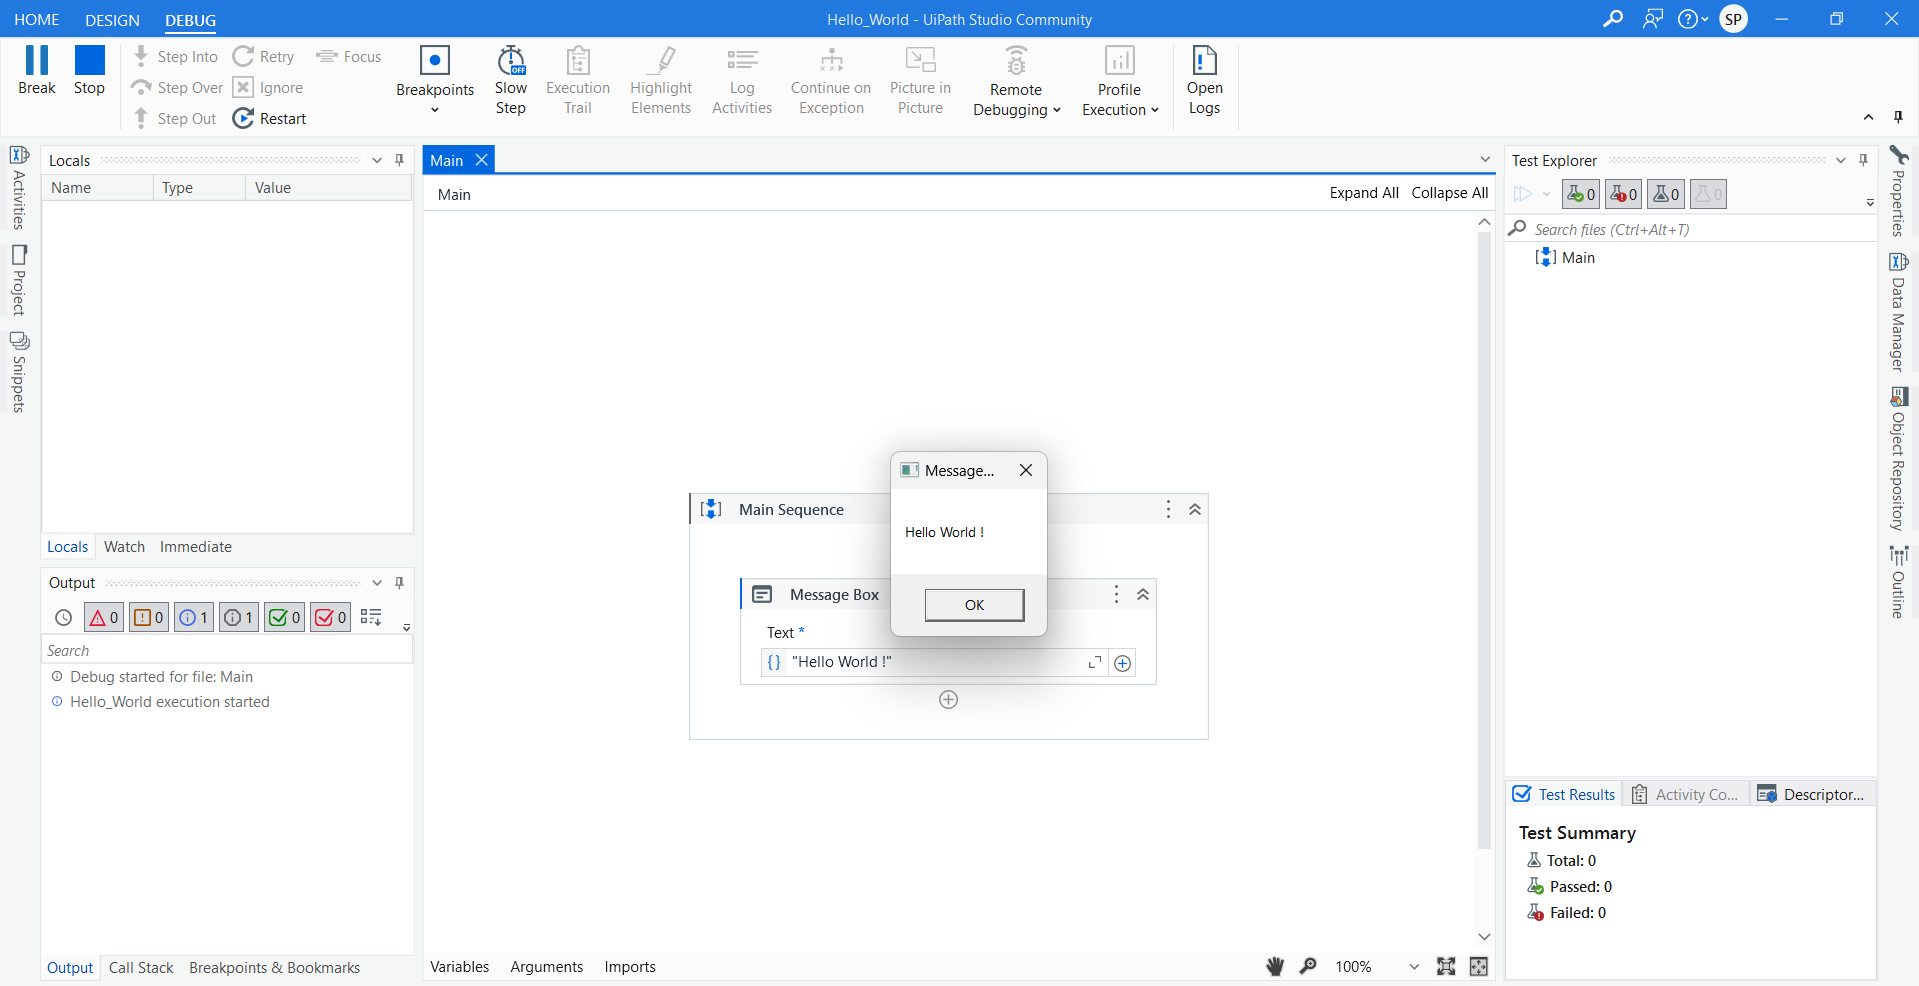 HOME DESIGN DEBUG
Hello_World - UiPath Studio Community
SP
Break
Stop
Step Into
Step Over
Step Out
Retry
Ignore
Restart
Focus
Breakpoints
OFF
Slow
Step
Execution
Trail
Highlight
Elements
Log
Activities
Continue on
Exception
Picture in
Picture
Remote
Debugging
Profile
Execution
Open
Logs
Activities
Project
Snippets
Locals
Name Type Value
Locals Watch Immediate
Output
0 0 1 1 0 0
Search
Debug started for file: Main
Hello_World execution started
Output Call Stack Breakpoints & Bookmarks
Main
Main
Expand All Collapse All
Main Sequence
Message Box
Text *
{} "Hello World !"
Message...
Hello World !
OK
Variables Arguments Imports
100%
Test Explorer
0 0 0 0
Search files (Ctrl+Alt+T)
Main
Test Results Activity Co... Descriptor...
Test Summary
Total: 0
Passed: 0
Failed: 0
Properties
Data Manager
Object Repository
Outline